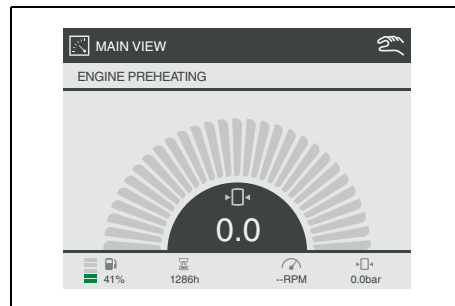 MAIN VIEW
ENGINE PREHEATING
0.0
41% 1286h --RPM 0.0bar